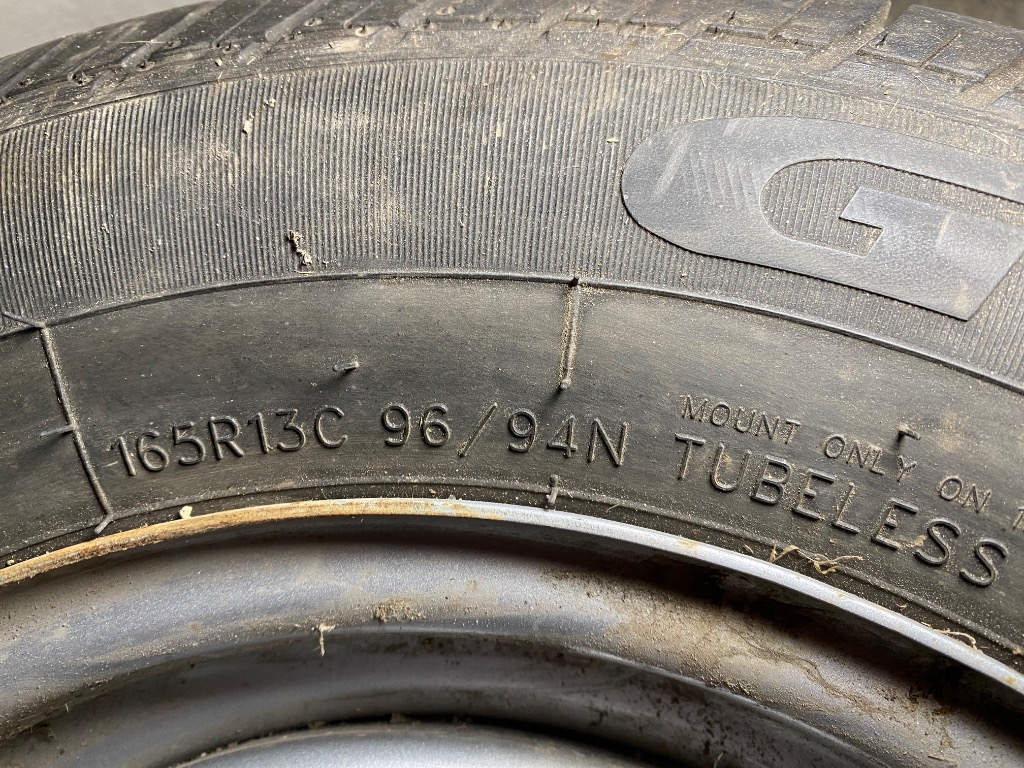 G
165R13C 96/94N
MOUNT ONLY ON
TUBELESS